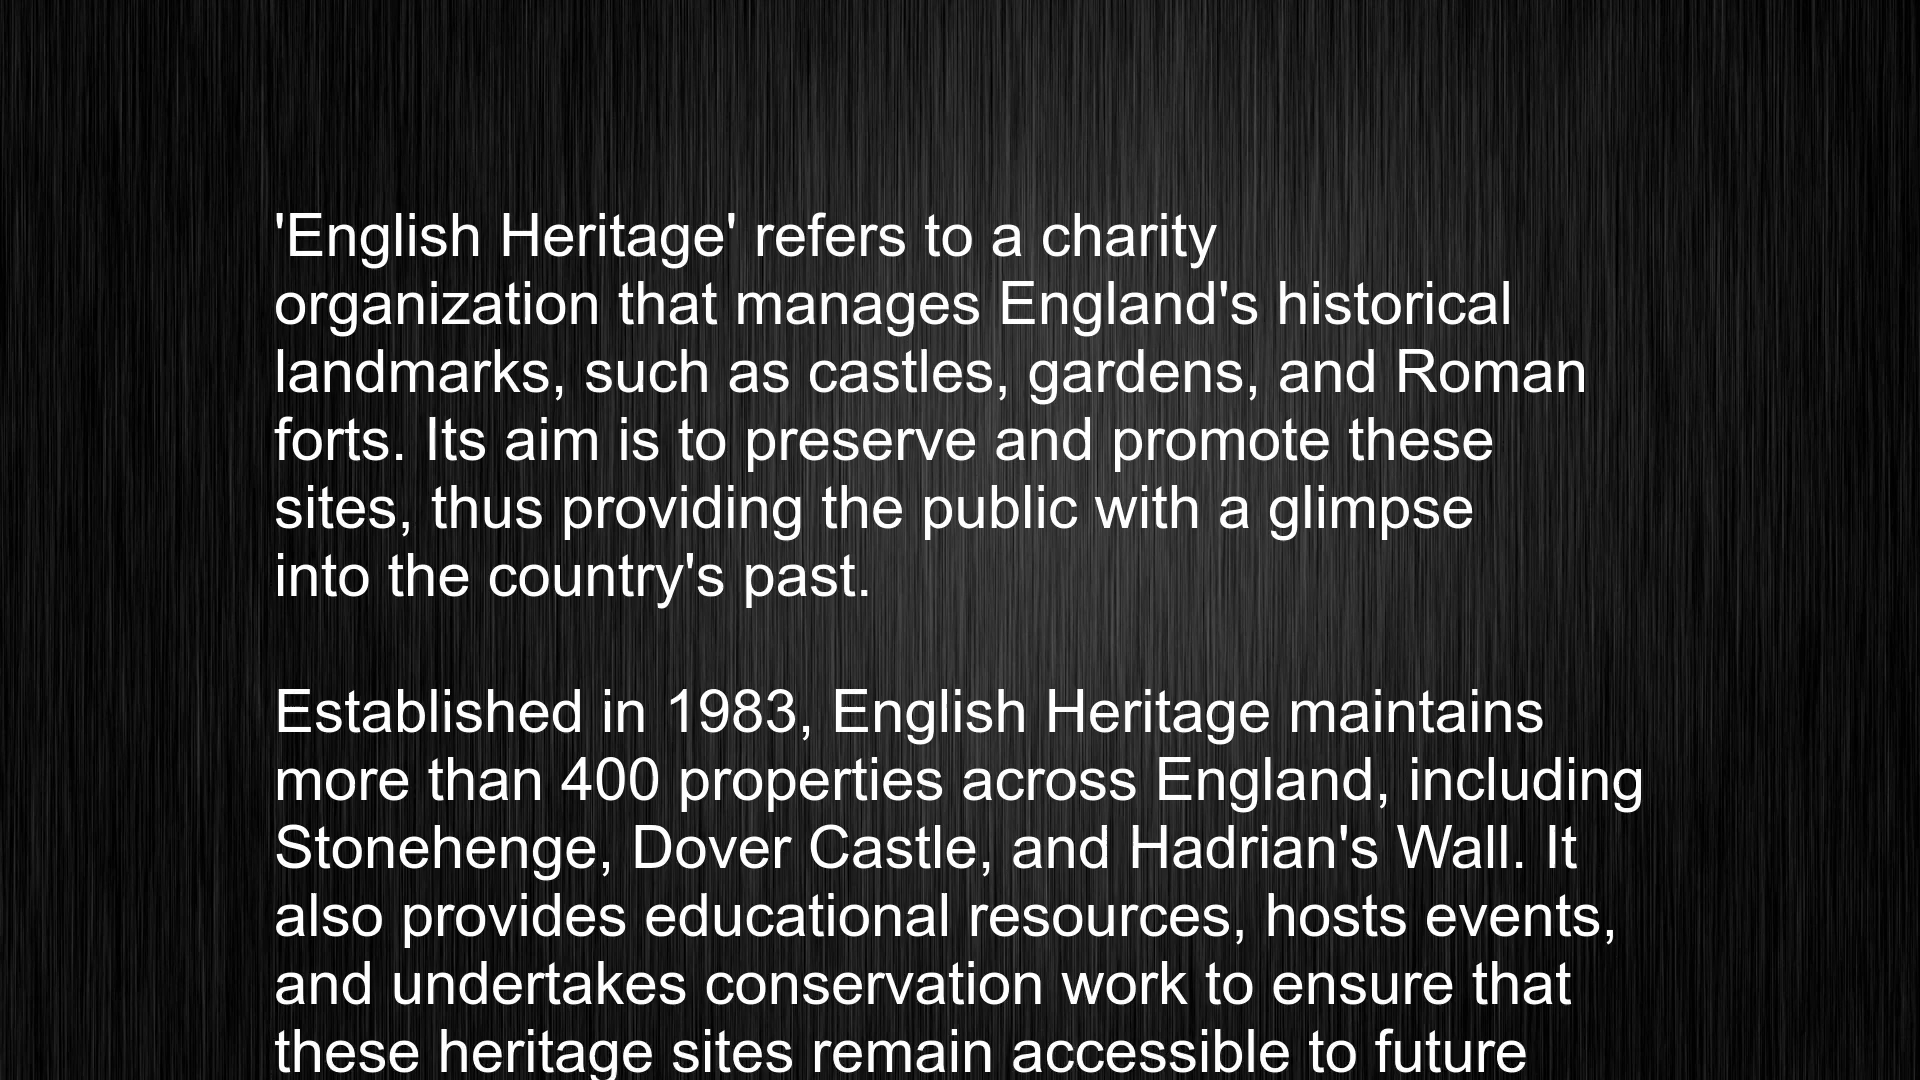 'English Heritage' refers to a charity
organization that manages England's historical
landmarks, such as castles, gardens, and Roman
forts. Its aim is to preserve and promote these
sites, thus providing the public with a glimpse
into the country's past.
Established in 1983, English Heritage maintains
more than 400 properties across England, including
Stonehenge, Dover Castle, and Hadrian's Wall. It
also provides educational resources, hosts events,
and undertakes conservation work to ensure that
these heritage sites remain accessible to future